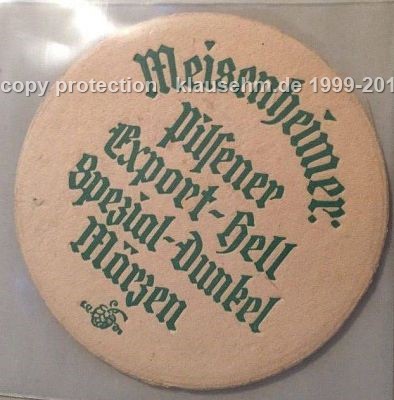 copy protection klausehm.de 1999-201
Meisenheimer:
Pilsener
Export-Hell
Spezial-Dunkel
Märzen